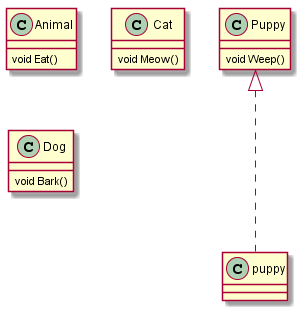 C Animal
void Eat()
C Cat
void Meow()
C Puppy
void Weep()
C Dog
void Bark()
C puppy